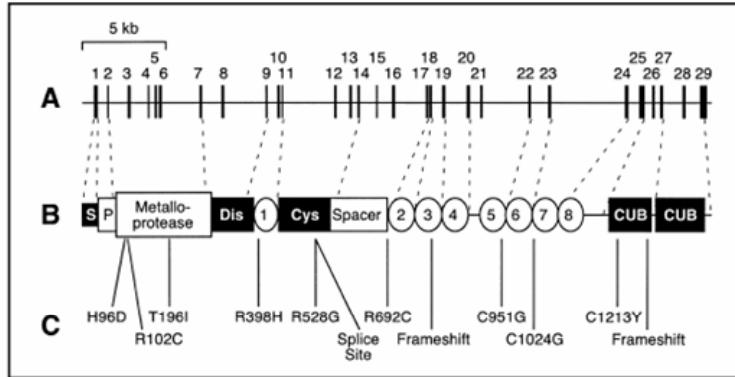 5 kb
10 13 15 18 20 25 27
5
1 2 3 4 6 7 8 9 11 12 14 16 17 19 21 22 23 24 26 28 29
A
B S P Metallo-
protease Dis 1 Cys Spacer 2 3 4 5 6 7 8 CUB CUB
C H96D T196I R398H R528G R692C C951G C1213Y
R102C Splice Frameshift C1024G Frameshift
Site